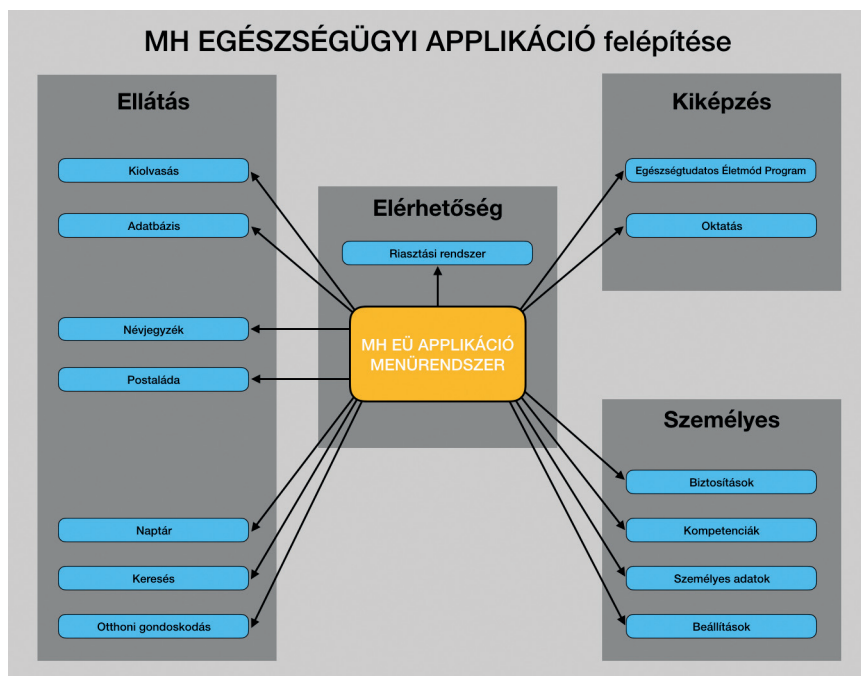 MH EGÉSZSÉGÜGYI APPLIKÁCIÓ felépítése
Ellátás
Kiolvasás
Adatbázis
Névjegyzék
Postaláda
Naptár
Keresés
Otthoni gondoskodás
Elérhetőség
Riasztási rendszer
MH EÜ APPLIKÁCIÓ
MENÜRENDSZER
Kiképzés
Egészségtudatos Életmód Program
Oktatás
Személyes
Biztosítások
Kompetenciák
Személyes adatok
Beállítások